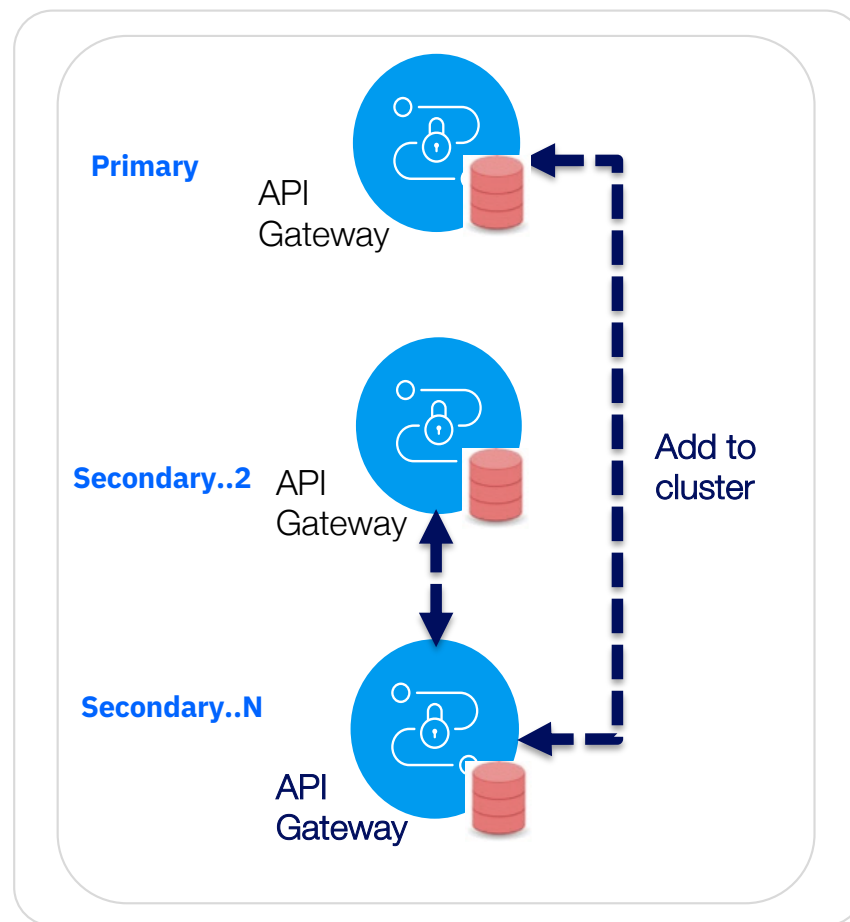 Primary
API
Gateway
Secondary..2
API
Gateway
Add to
cluster
Secondary..N
API
Gateway